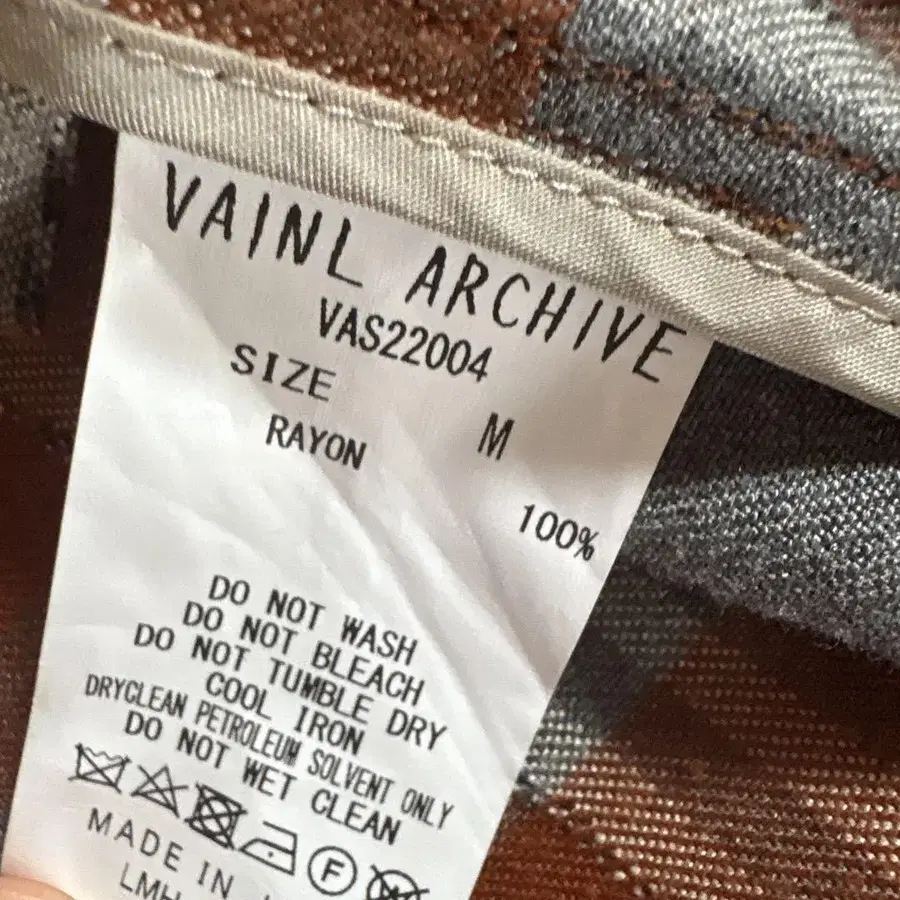 VAINL ARCHIVE
VAS22004
SIZE M
RAYON 100%
DO NOT WASH
DO NOT BLEACH
DO NOT TUMBLE DRY
COOL IRON
DRYCLEAN PETROLEUM SOLVENT ONLY
DO NOT WET CLEAN
F
MADE IN